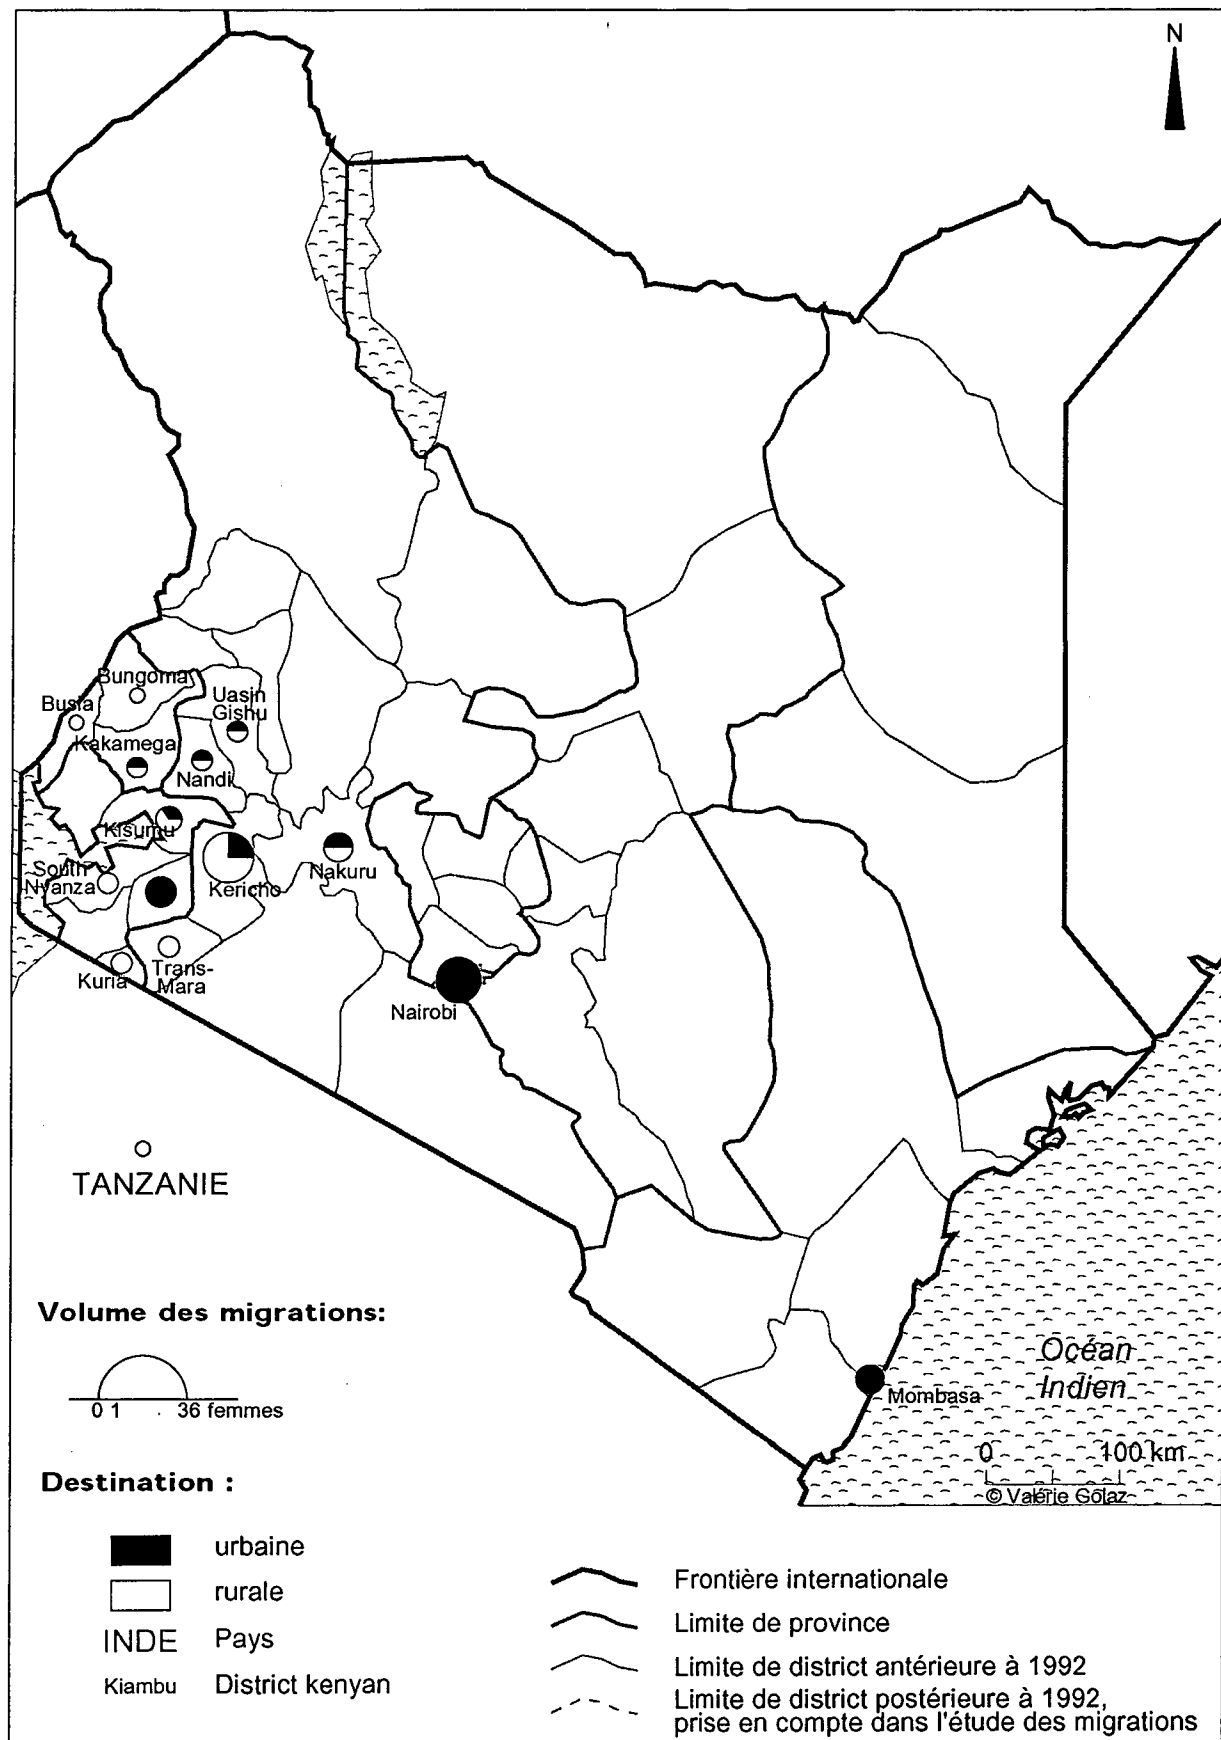 N
Bungoma
Busia
Uasin
Gishu
Kakamega
Nandi
Kisumu
South
Nyanza
Kericho
Nakuru
Kuria
Trans-
Mara
Nairobi
TANZANIE
Volume des migrations:
0 1 36 femmes
Océan
Indien
Mombasa
0 100 km
© Valérie Golaz
Destination :
urbaine
rurale
INDE Pays
Kiambu District kenyan
Frontière internationale
Limite de province
Limite de district antérieure à 1992
Limite de district postérieure à 1992,
prise en compte dans l'étude des migrations